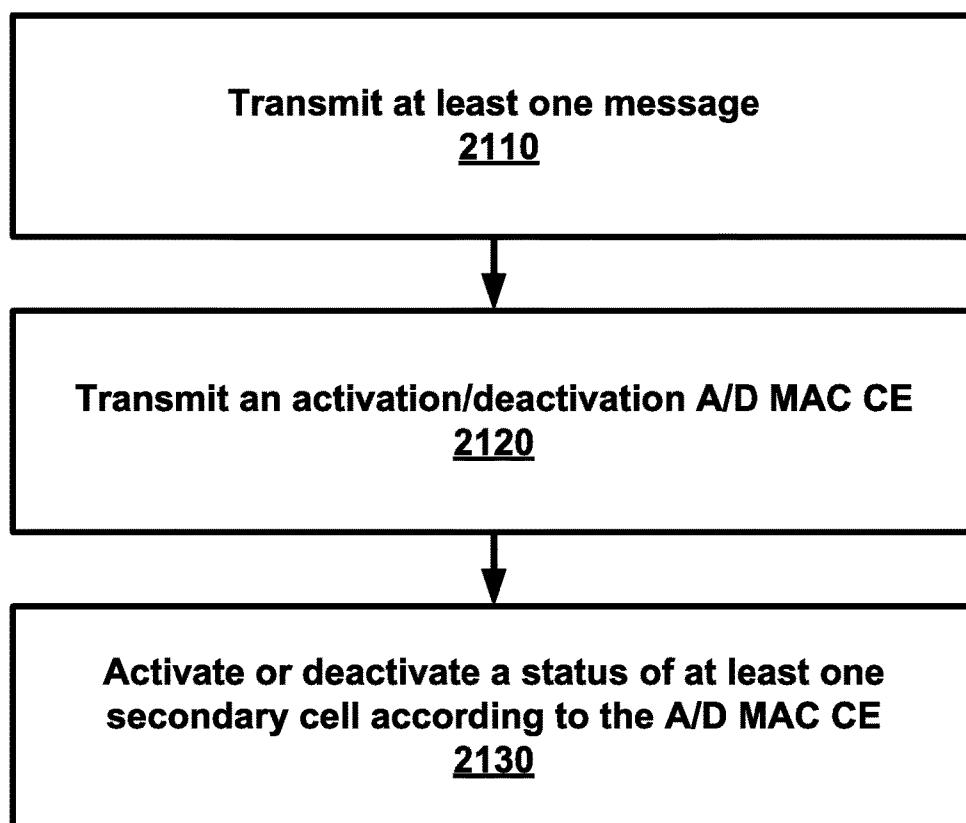 Transmit at least one message
2110
Transmit an activation/deactivation A/D MAC CE
2120
Activate or deactivate a status of at least one
secondary cell according to the A/D MAC CE
2130